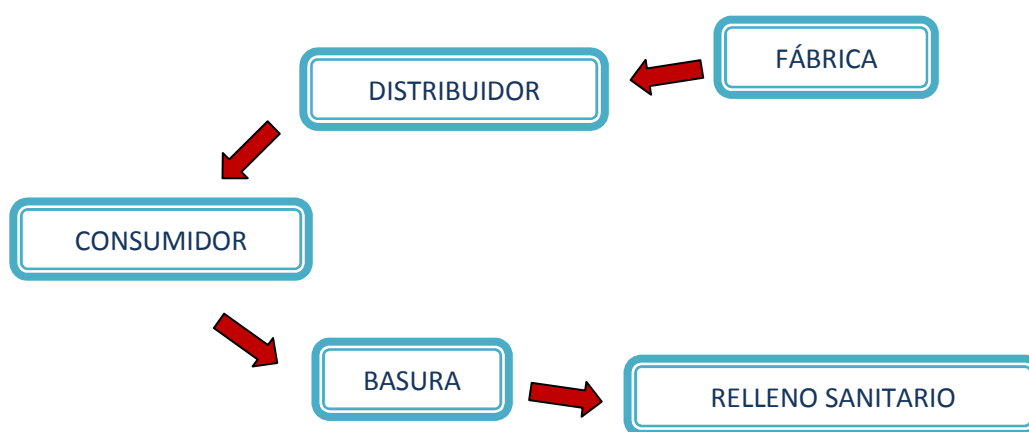 FÁBRICA
DISTRIBUIDOR
CONSUMIDOR
BASURA
RELLENO SANITARIO